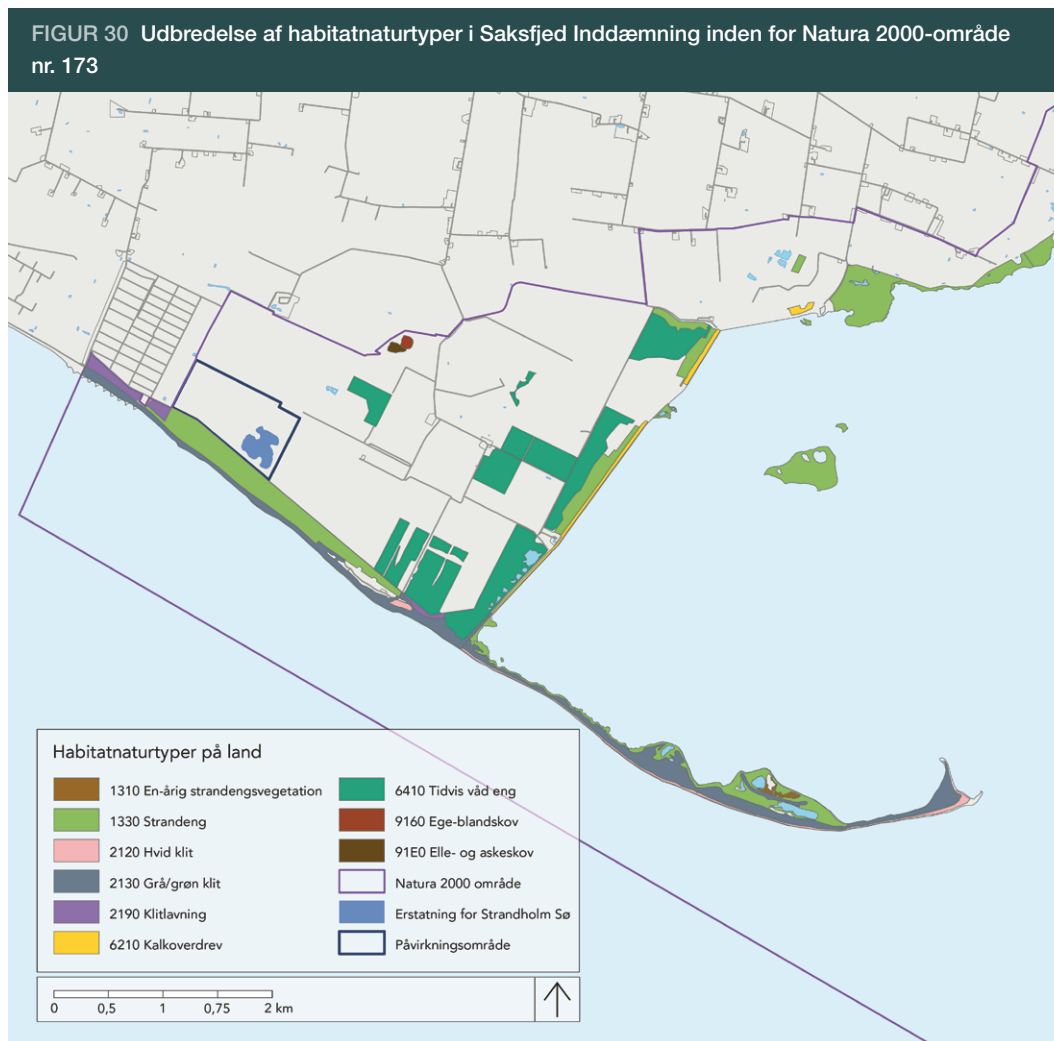 FIGUR 30 Udbredelse af habitatnaturtyper i Saksfjed Inddæmning inden for Natura 2000-område
nr. 173
Habitatnaturtyper på land
1310 En-årig strandengsvegetation
1330 Strandeng
2120 Hvid klit
2130 Grå/grøn klit
2190 Klitlavning
6210 Kalkoverdrev
6410 Tidvis våd eng
9160 Ege-blandskov
91E0 Elle- og askeskov
Natura 2000 område
Erstatning for Strandholm Sø
Påvirkningsområde
0 0,5 1 0,75 2 km